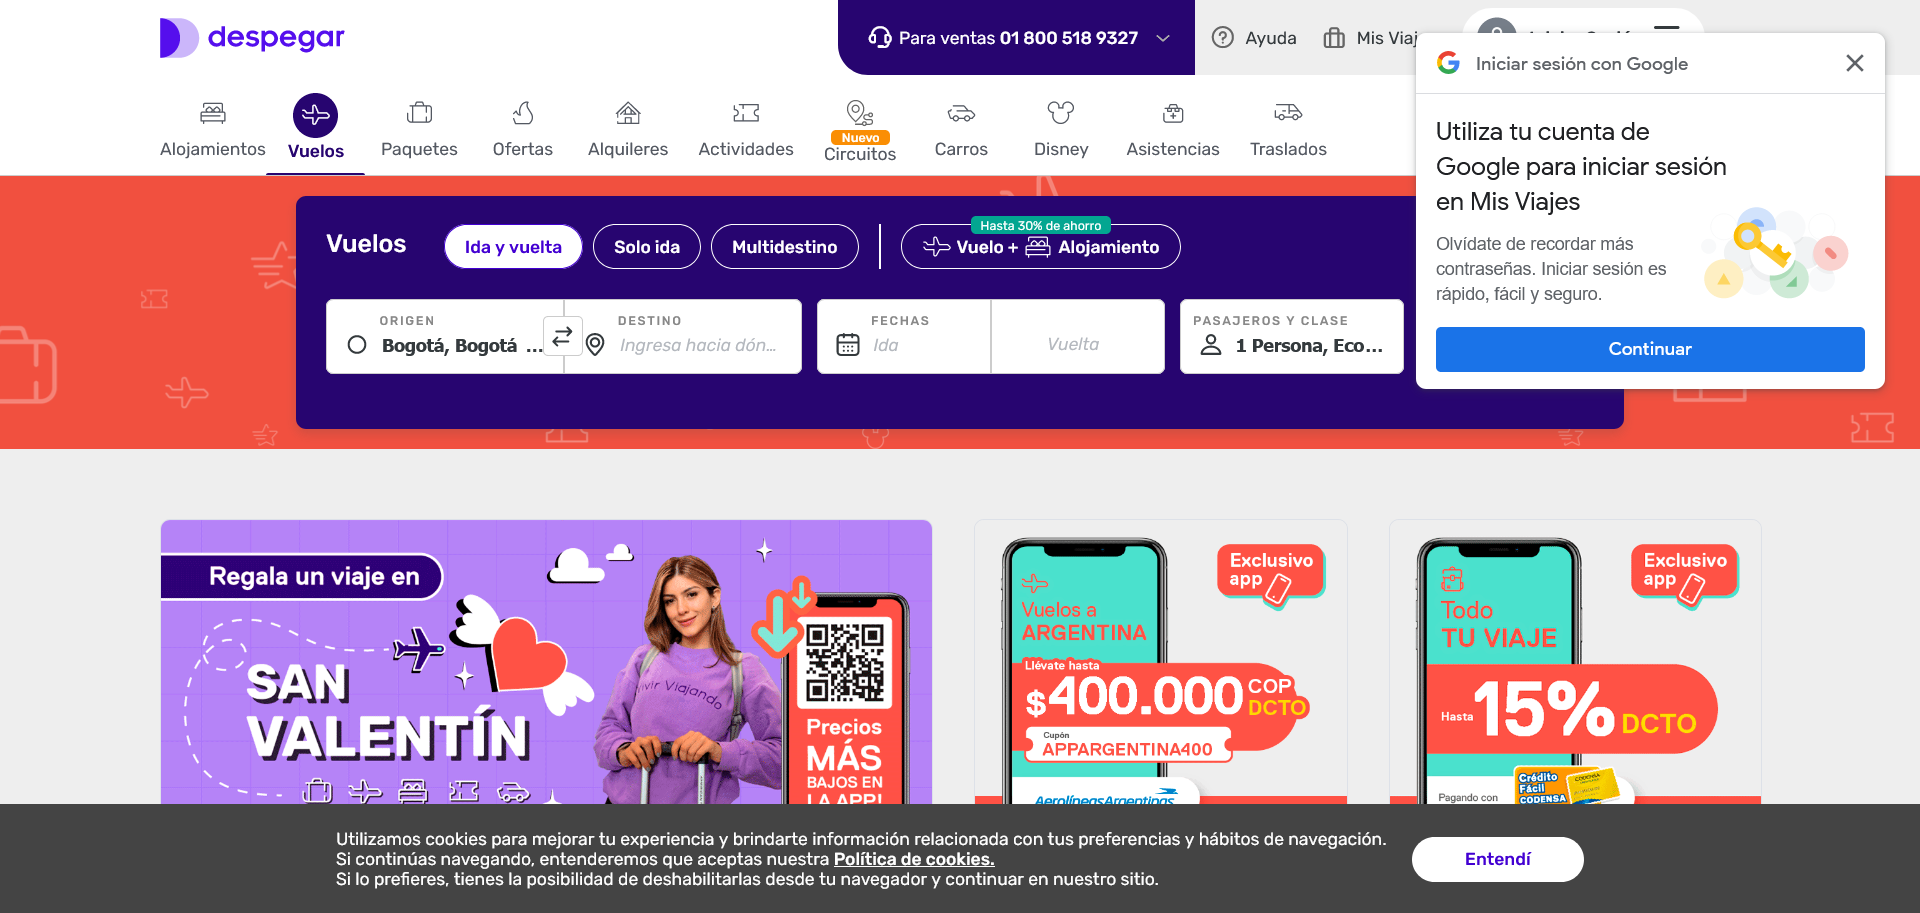 despegar
Para ventas 01 800 518 9327
Ayuda
Alojamientos
Vuelos
Paquetes
Ofertas
Alquileres
Actividades
Nuevo
Circuitos
Carros
Disney
Asistencias
Traslados
Iniciar sesión con Google
Utiliza tu cuenta de
Google para iniciar sesión
en Mis Viajes
Olvídate de recordar más
contraseñas. Iniciar sesión es
rápido, fácil y seguro.
Continuar
Vuelos
Ida y vuelta
Solo ida
Multidestino
Hasta 30% de ahorro
Vuelo + Alojamiento
ORIGEN
Bogotá, Bogotá ...
DESTINO
Ingresa hacia dón...
FECHAS
Ida
Vuelta
PASAJEROS Y CLASE
1 Persona, Eco...
Regala un viaje en
SAN
VALENTÍN
Vivir Viajando
Precios
MÁS
BAJOS EN
LA APP!
Exclusivo
app
Vuelos a
ARGENTINA
Llévate hasta
$400.000 COP
DCTO
Cupón
APPARGENTINA400
AerolíneasArgentinas
Exclusivo
app
Todo
TU VIAJE
Hasta 15% DCTO
Pagando con
Crédito
Fácil
CODENSA
Utilizamos cookies para mejorar tu experiencia y brindarte información relacionada con tus preferencias y hábitos de navegación.
Si continúas navegando, entenderemos que aceptas nuestra Política de cookies.
Si lo prefieres, tienes la posibilidad de deshabilitarlas desde tu navegador y continuar en nuestro sitio.
Entendí